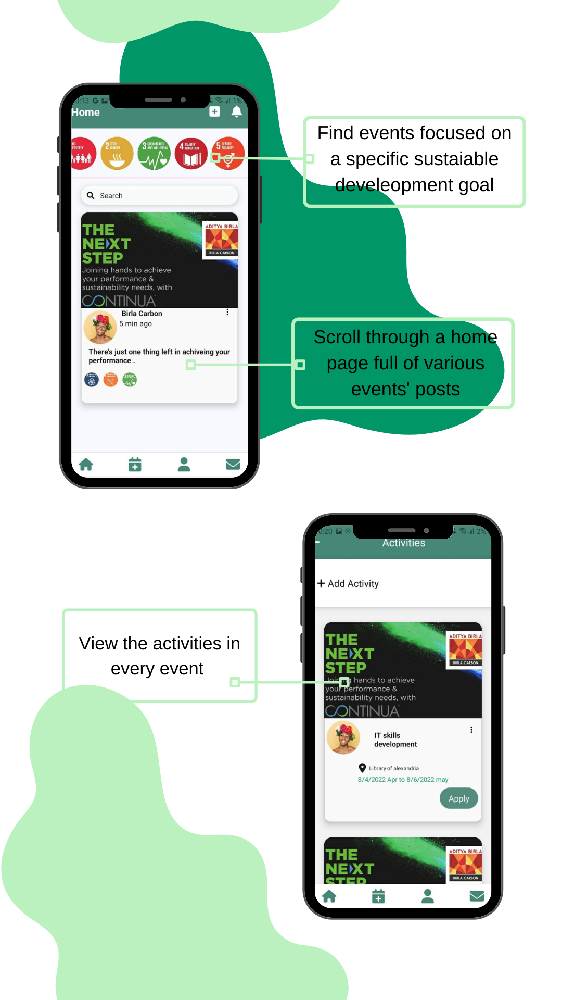 0:13 G 1%
Home
NO
POVERTY
2 ZERO
HUNGER
3 GOOD HEALTH
AND WELL-BEING
4 QUALITY
EDUCATION
5 GENDER
EQUALITY
Find events focused on
a specific sustaiable
develeopment goal
Search
THE
NEXT
STEP
Joining hands to achieve
your performance &
sustainability needs, with
CONTINUA
ADITYA BIRLA
BIRLA CARBON
Birla Carbon
5 min ago
There's just one thing left in achiveing your
performance .
Scroll through a home
page full of various
events' posts
0:20 2%
Activities
+ Add Activity
View the activities in
every event
THE
NEXT
STEP
Joining hands to achieve
your performance &
sustainability needs, with
CONTINUA
ADITYA BIRLA
BIRLA CARBON
IT skills
development
Library of alexandria
8/4/2022 Apr to 8/6/2022 may
Apply
THE
NEXT
STEP
ADITYA BIRLA
BIRLA CARBON